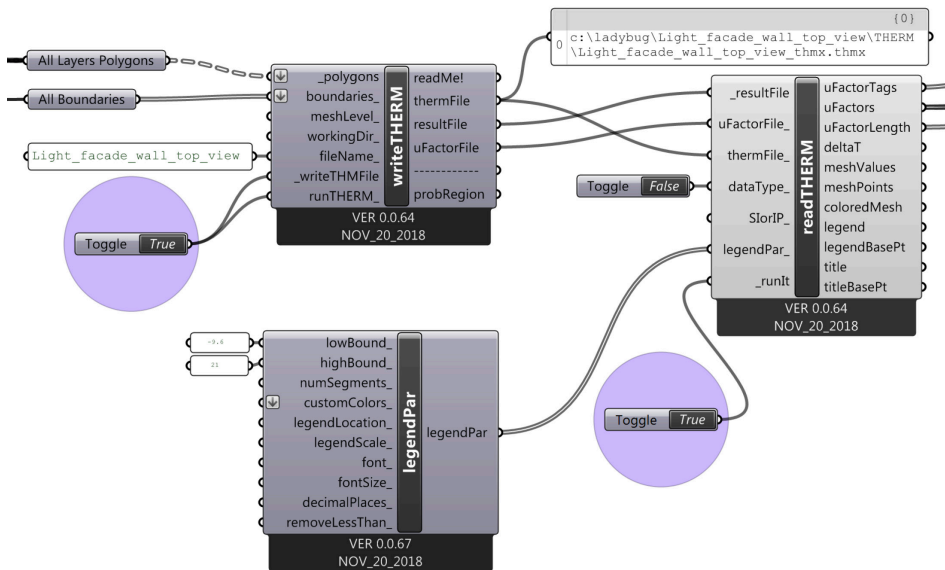 {0}
0
c:\ladybug\Light_facade_wall_top_view\THERM
\Light_facade_wall_top_view_thmx.thmx
All Layers Polygons
All Boundaries
Light_facade_wall_top_view
Toggle True
_polygons
boundaries_
meshLevel_
workingDir_
fileName_
_writeTHMFile
runTHERM_
writeTHERM
readMe!
thermFile
resultFile
uFactorFile
------------
probRegion
VER 0.0.64
NOV_20_2018
Toggle False
_resultFile
uFactorFile_
thermFile_
dataType_
SIorIP_
legendPar_
_runIt
readTHERM
uFactorTags
uFactors
uFactorLength
deltaT
meshValues
meshPoints
coloredMesh
legend
legendBasePt
title
titleBasePt
VER 0.0.64
NOV_20_2018
-9.6
21
lowBound_
highBound_
numSegments_
customColors_
legendLocation_
legendScale_
font_
fontSize_
decimalPlaces_
removeLessThan_
legendPar
legendPar
VER 0.0.67
NOV_20_2018
Toggle True